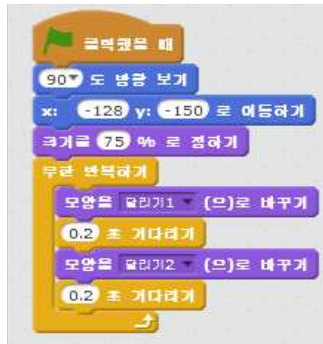 클릭했을 때
90 도 방향 보기
x: -128 y: -150 로 이동하기
크기를 75 % 로 정하기
무한 반복하기
모양을 달리기1 (으)로 바꾸기
0.2 초 기다리기
모양을 달리기2 (으)로 바꾸기
0.2 초 기다리기